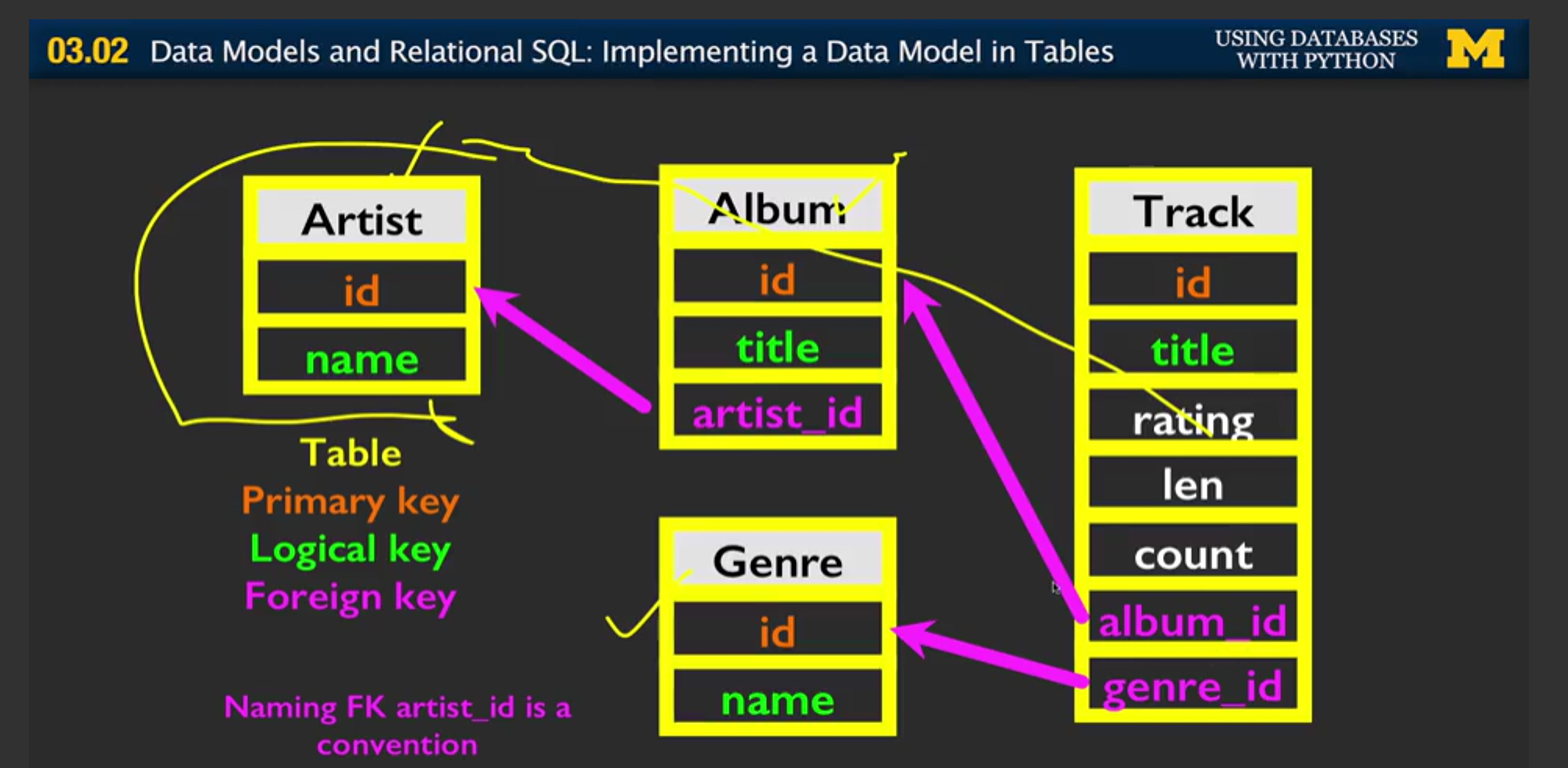 03.02 Data Models and Relational SQL: Implementing a Data Model in Tables
USING DATABASES
WITH PYTHON
M
Artist
id
name
Album
id
title
artist_id
Track
id
title
rating
len
count
album_id
genre_id
Genre
id
name
Table
Primary key
Logical key
Foreign key
Naming FK artist_id is a
convention